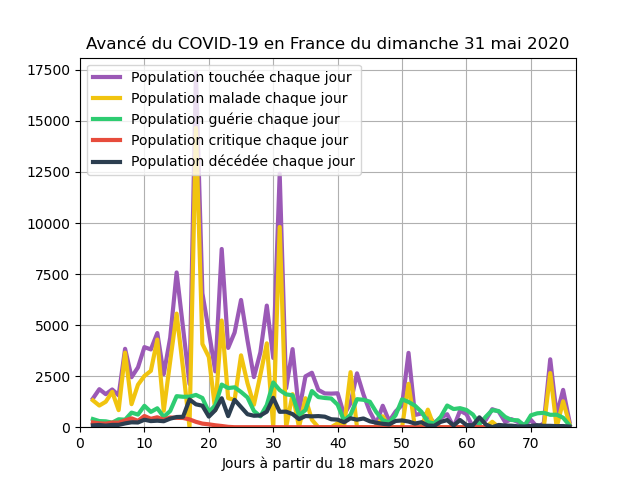 Avancé du COVID-19 en France du dimanche 31 mai 2020
17500
15000
12500
10000
7500
5000
2500
0
Population touchée chaque jour
Population malade chaque jour
Population guérie chaque jour
Population critique chaque jour
Population décédée chaque jour
0 10 20 30 40 50 60 70
Jours à partir du 18 mars 2020